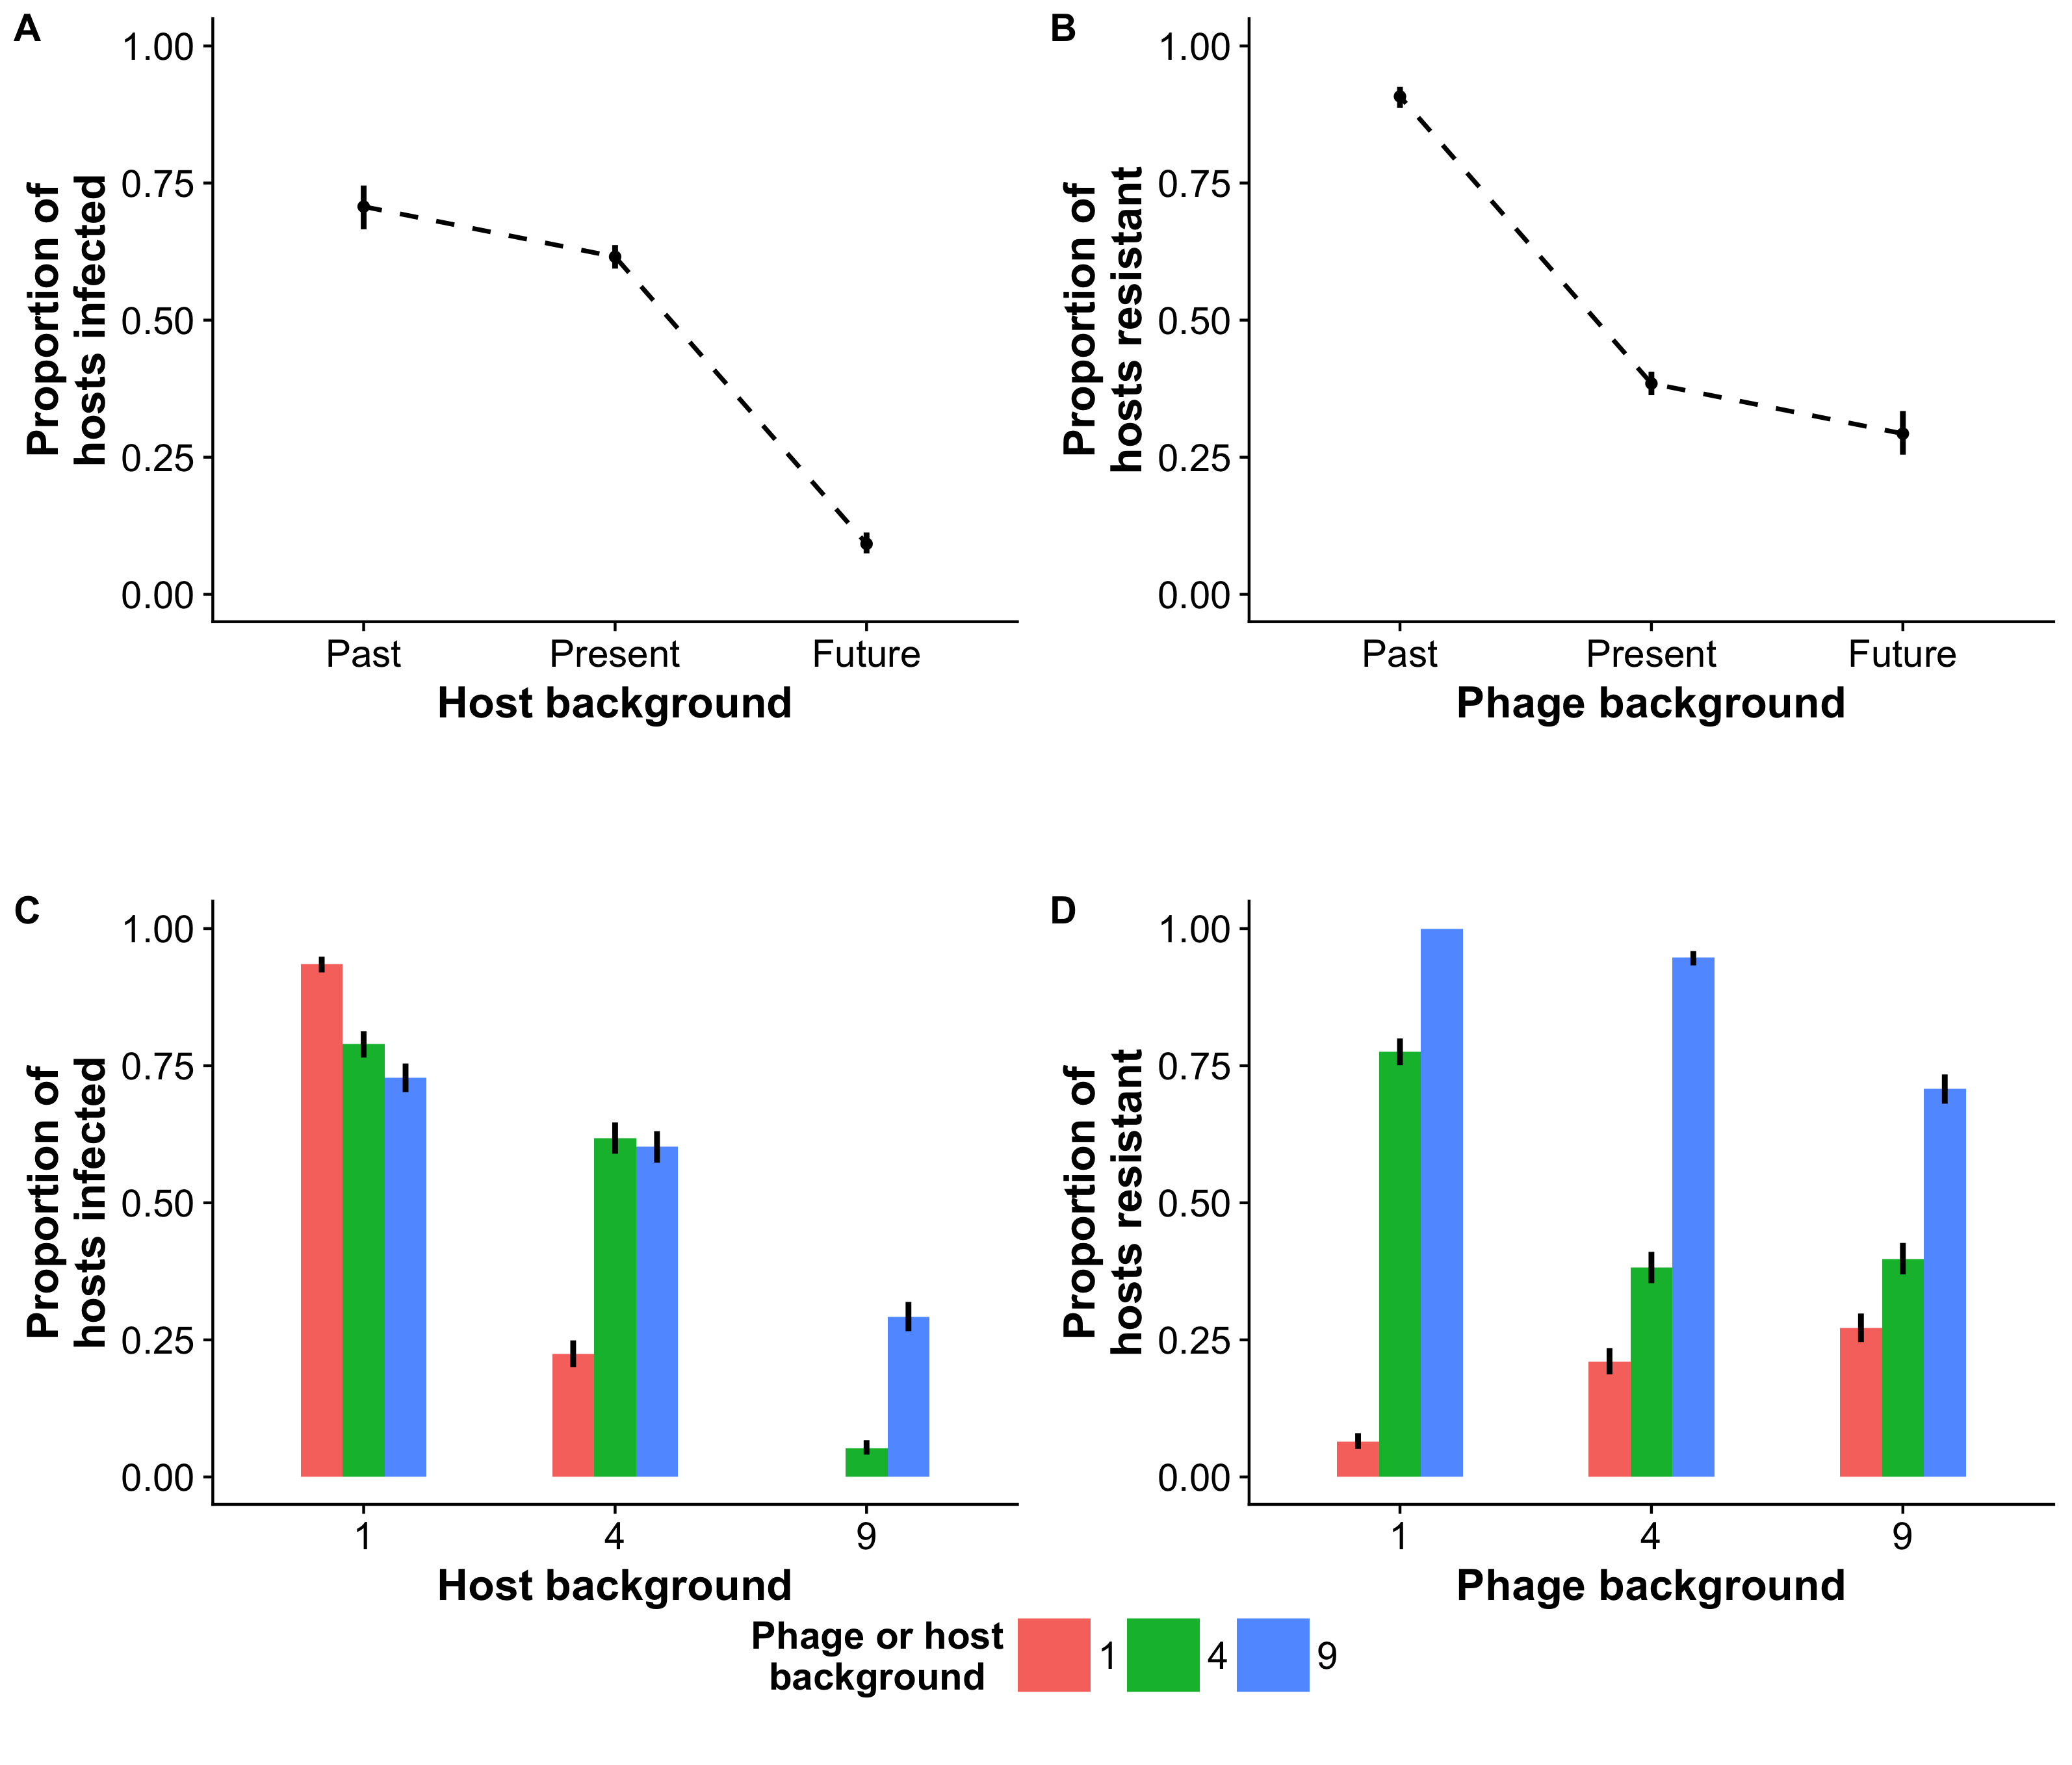 A
1.00
0.75
0.50
0.25
0.00
Proportion of
hosts infected
Past Present Future
Host background
B
1.00
0.75
0.50
0.25
0.00
Proportion of
hosts resistant
Past Present Future
Phage background
C
1.00
0.75
0.50
0.25
0.00
Proportion of
hosts infected
1 4 9
Host background
D
1.00
0.75
0.50
0.25
0.00
Proportion of
hosts resistant
1 4 9
Phage background
Phage or host
background
1 4 9